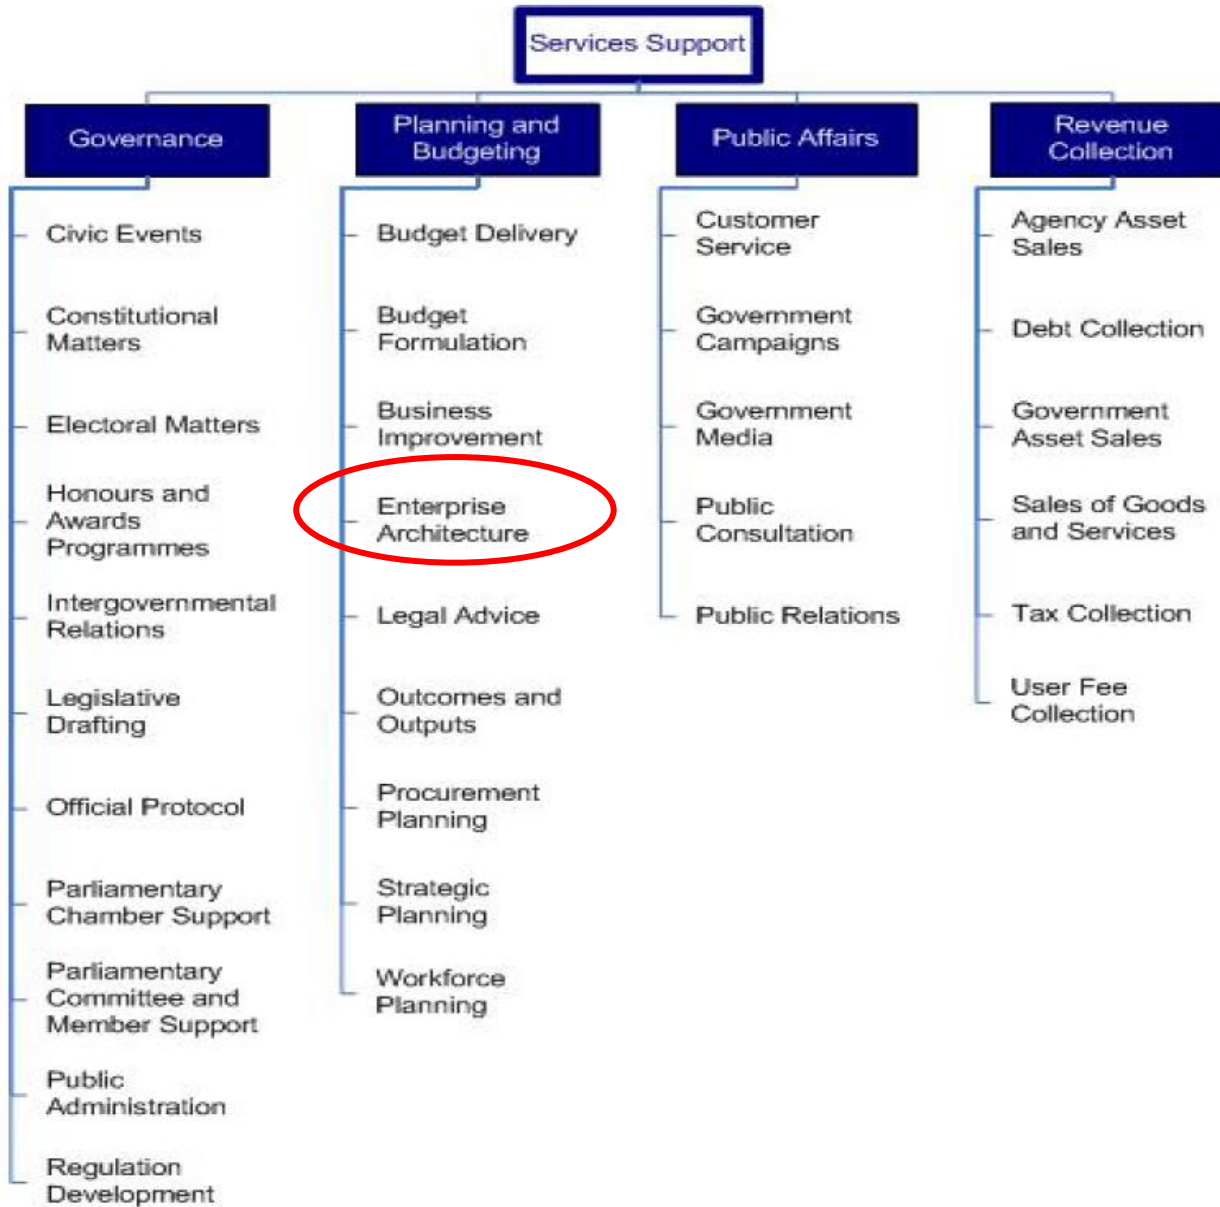 Services Support
Governance
Civic Events
Constitutional
Matters
Electoral Matters
Honours and
Awards
Programmes
Intergovernmental
Relations
Legislative
Drafting
Official Protocol
Parliamentary
Chamber Support
Parliamentary
Committee and
Member Support
Public
Administration
Regulation
Development
Planning and
Budgeting
Budget Delivery
Budget
Formulation
Business
Improvement
Enterprise
Architecture
Legal Advice
Outcomes and
Outputs
Procurement
Planning
Strategic
Planning
Workforce
Planning
Public Affairs
Customer
Service
Government
Campaigns
Government
Media
Public
Consultation
Public Relations
Revenue
Collection
Agency Asset
Sales
Debt Collection
Government
Asset Sales
Sales of Goods
and Services
Tax Collection
User Fee
Collection